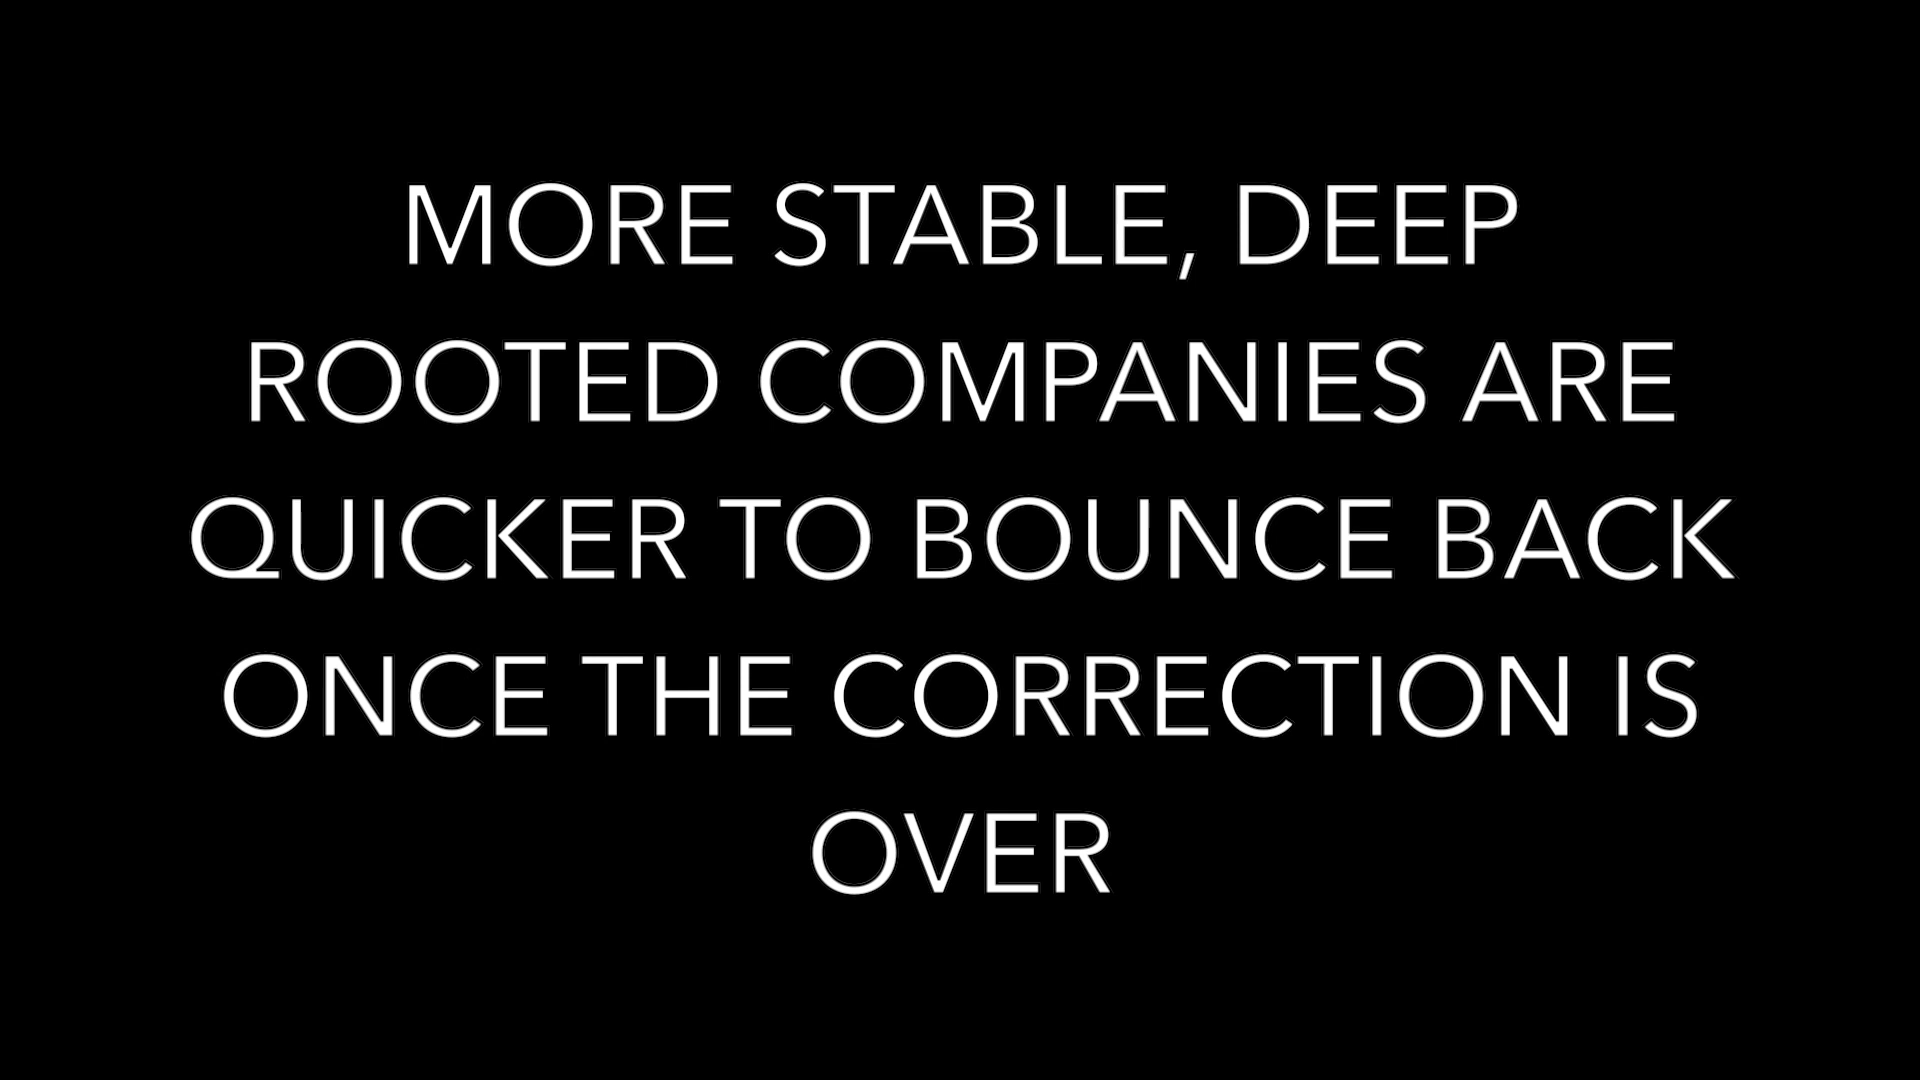 MORE STABLE, DEEP
ROOTED COMPANIES ARE
QUICKER TO BOUNCE BACK
ONCE THE CORRECTION IS
OVER